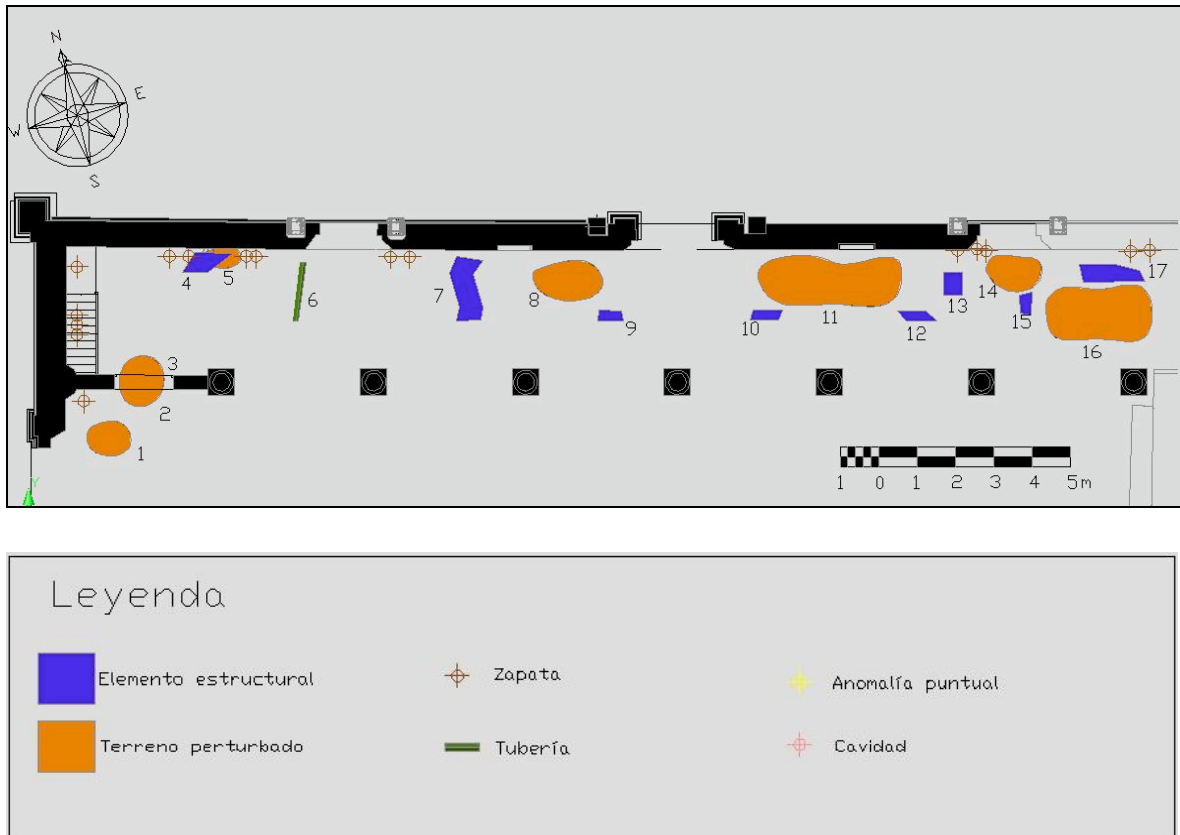 N
E
W
S
4
5
6
7
8
9
10
11
12
13
14
15
16
17
3
2
1
Y
1 0 1 2 3 4 5m
Leyenda
Elemento estructural
Zapata
Anomalía puntual
Terreno perturbado
Tubería
Cavidad